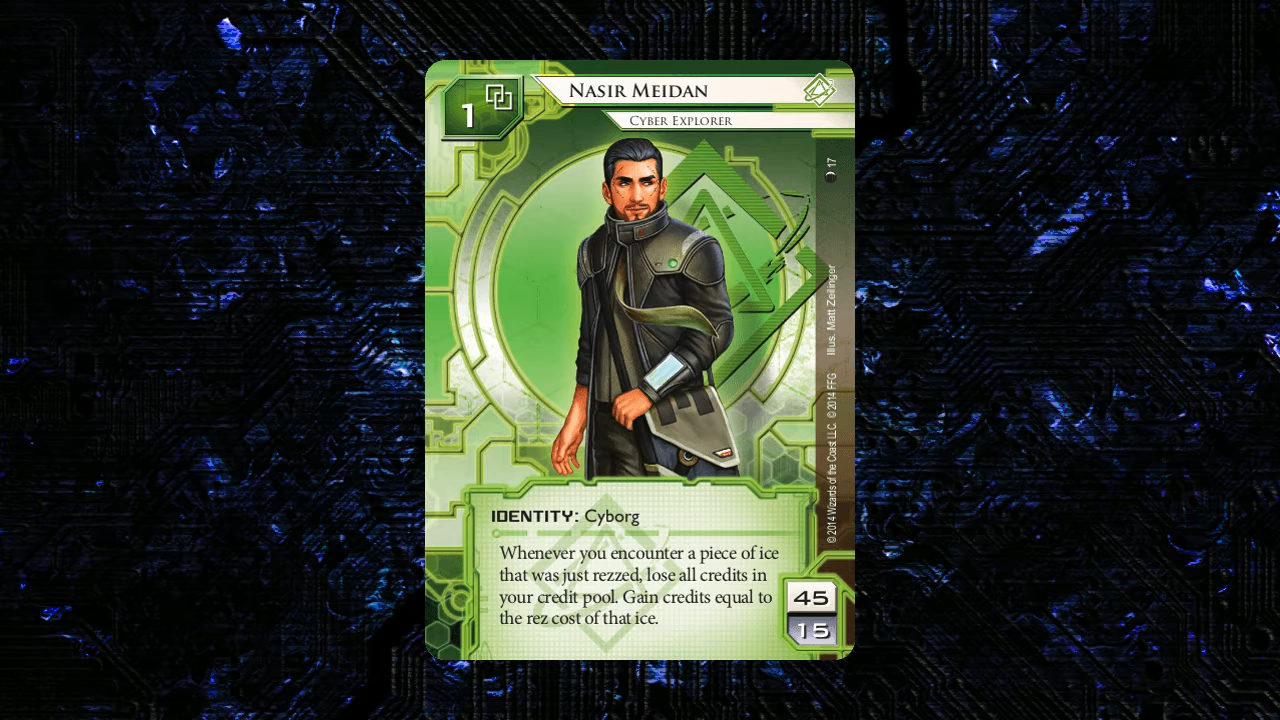 1
NASIR MEIDAN
CYBER EXPLORER
17
Illus. Matt Zeilinger
© 2014 Wizards of the Coast LLC. © 2014 FFG
IDENTITY: Cyborg
Whenever you encounter a piece of ice
that was just rezzed, lose all credits in
your credit pool. Gain credits equal to
the rez cost of that ice.
45
15